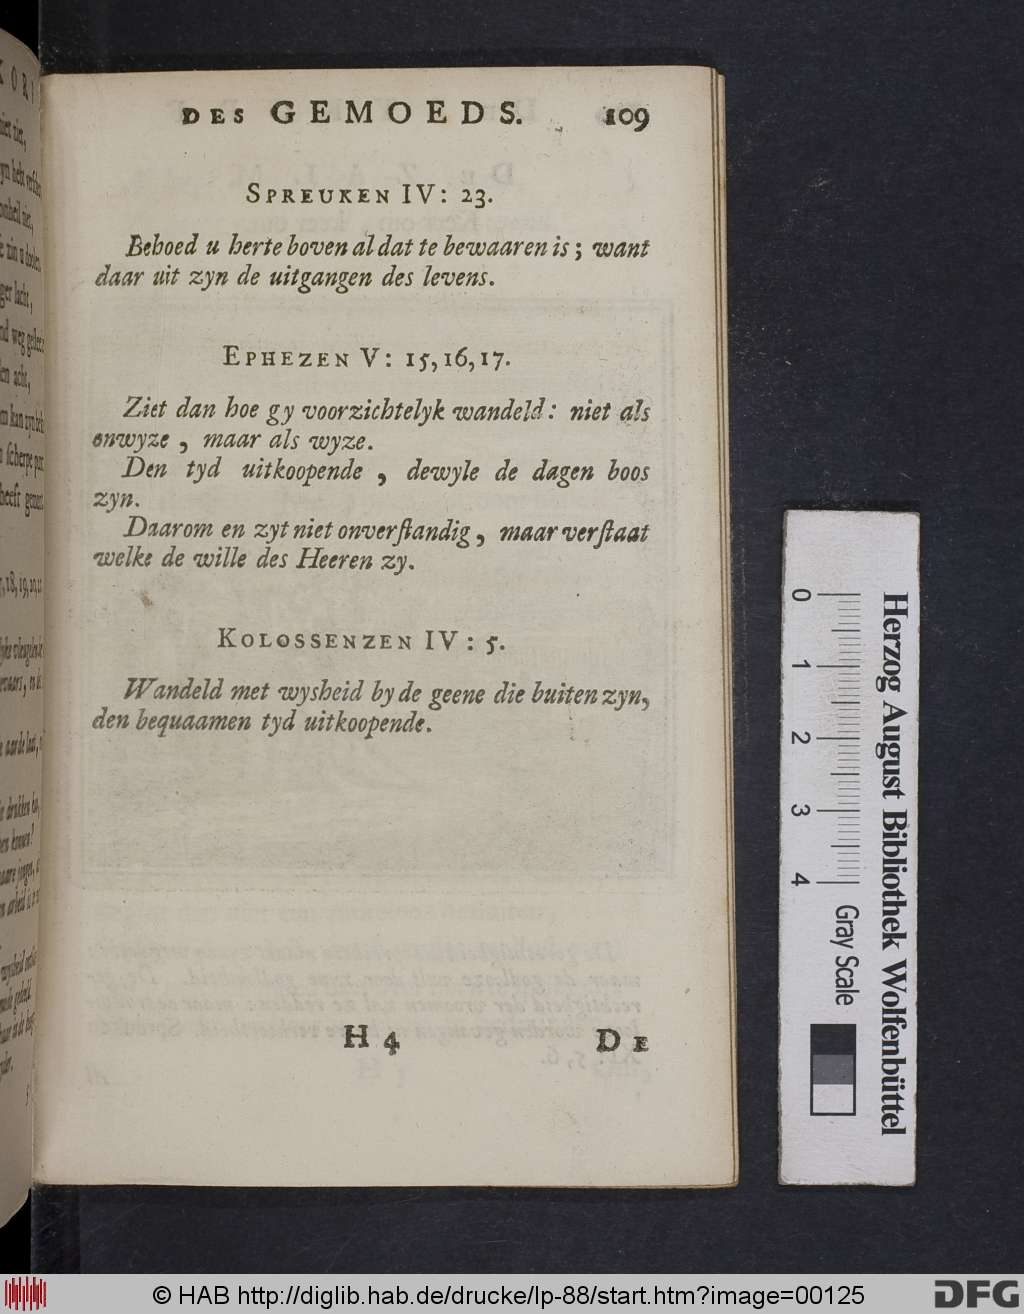 DES GEMOEDS. 109
SPREUKEN IV: 23.
Behoed u herte boven al dat te bewaaren is; want
daar uit zyn de uitgangen des levens.
EPHEZEN V: 15,16,17.
Ziet dan hoe gy voorzichtelyk wandeld: niet als
onwyze, maar als wyze.
Den tyd uitkoopende, dewyle de dagen boos
zyn.
Daarom en zyt niet onverſtandig, maar verſtaat
welke de wille des Heeren zy.
KOLOSSENZEN IV: 5.
Wandeld met wysheid by de geene die buiten zyn,
den bequaamen tyd uitkoopende.
H 4 DE
0 1 2 3 4 Gray Scale
Herzog August Bibliothek Wolfenbüttel
© HAB http://diglib.hab.de/drucke/lp-88/start.htm?image=00125
DFG